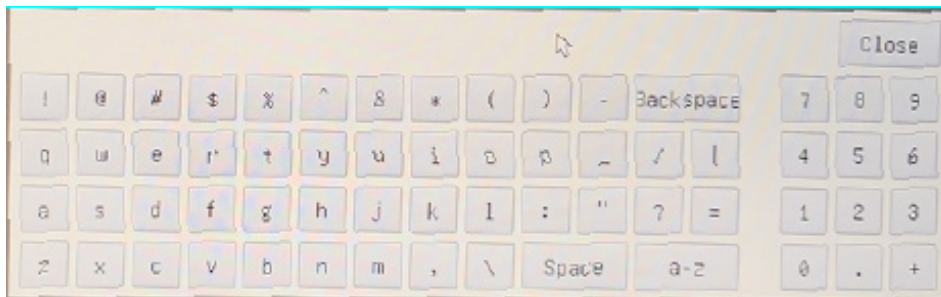 Close
! @ # $ % ^ & * ( ) - Backspace 7 8 9
q w e r t y u i o p _ / l 4 5 6
a s d f g h j k l : " ? = 1 2 3
z x c v b n m , \ Space a-z 0 . +